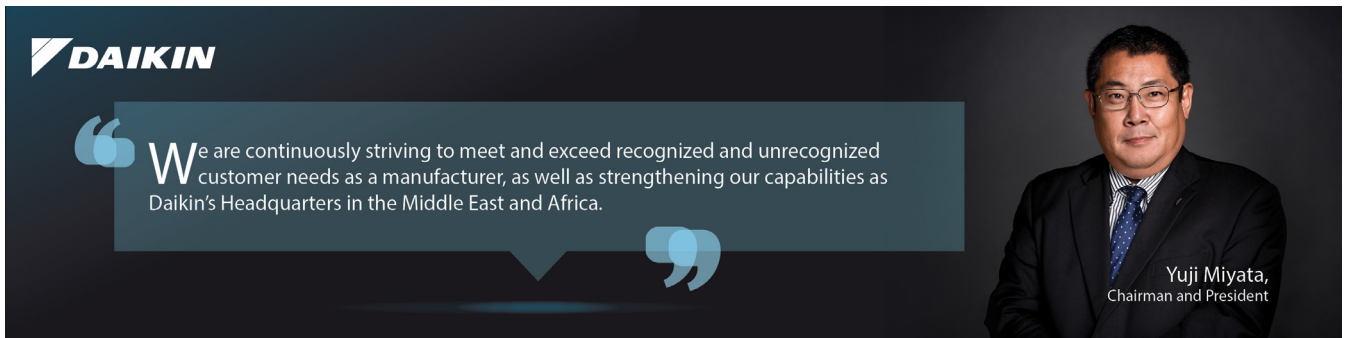 DAIKIN
We are continuously striving to meet and exceed recognized and unrecognized
customer needs as a manufacturer, as well as strengthening our capabilities as
Daikin’s Headquarters in the Middle East and Africa.
Yuji Miyata,
Chairman and President